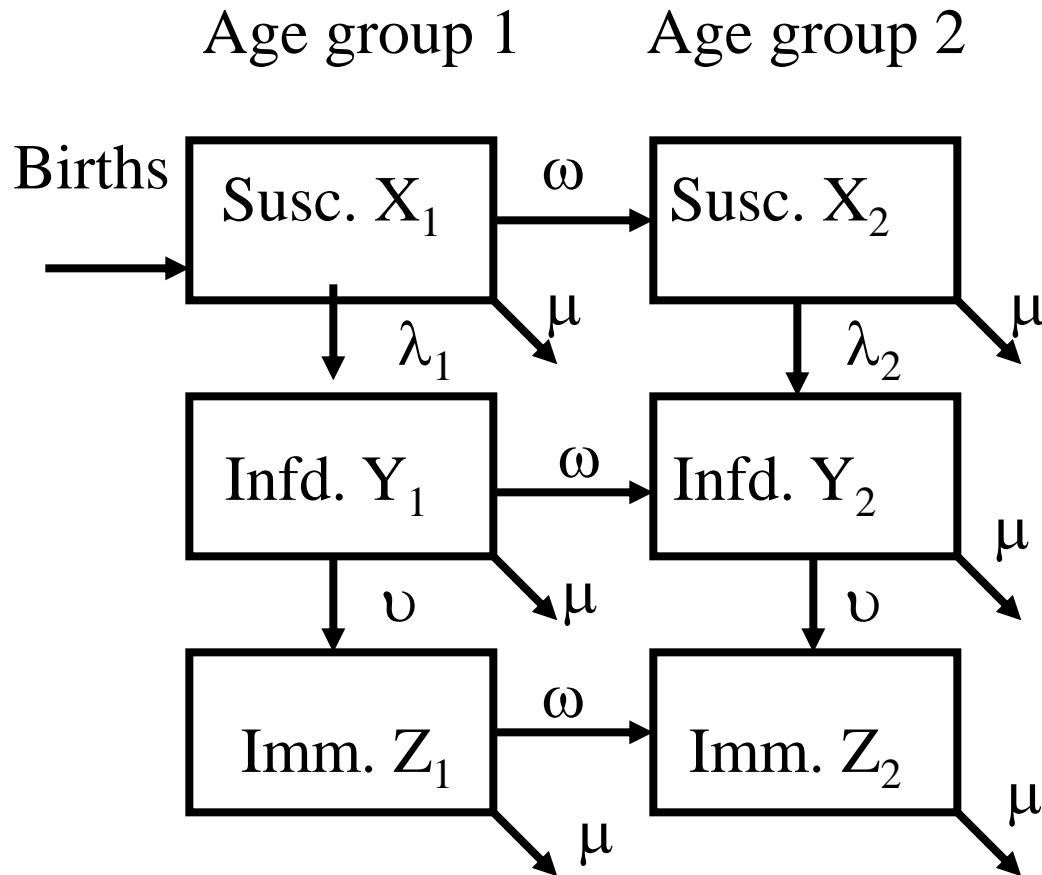 Age group 1 Age group 2
Births
ω
Susc. X₁ Susc. X₂
μ μ
λ₁ λ₂
ω
Infd. Y₁ Infd. Y₂
μ
μ
υ υ
ω
Imm. Z₁ Imm. Z₂
μ
μ